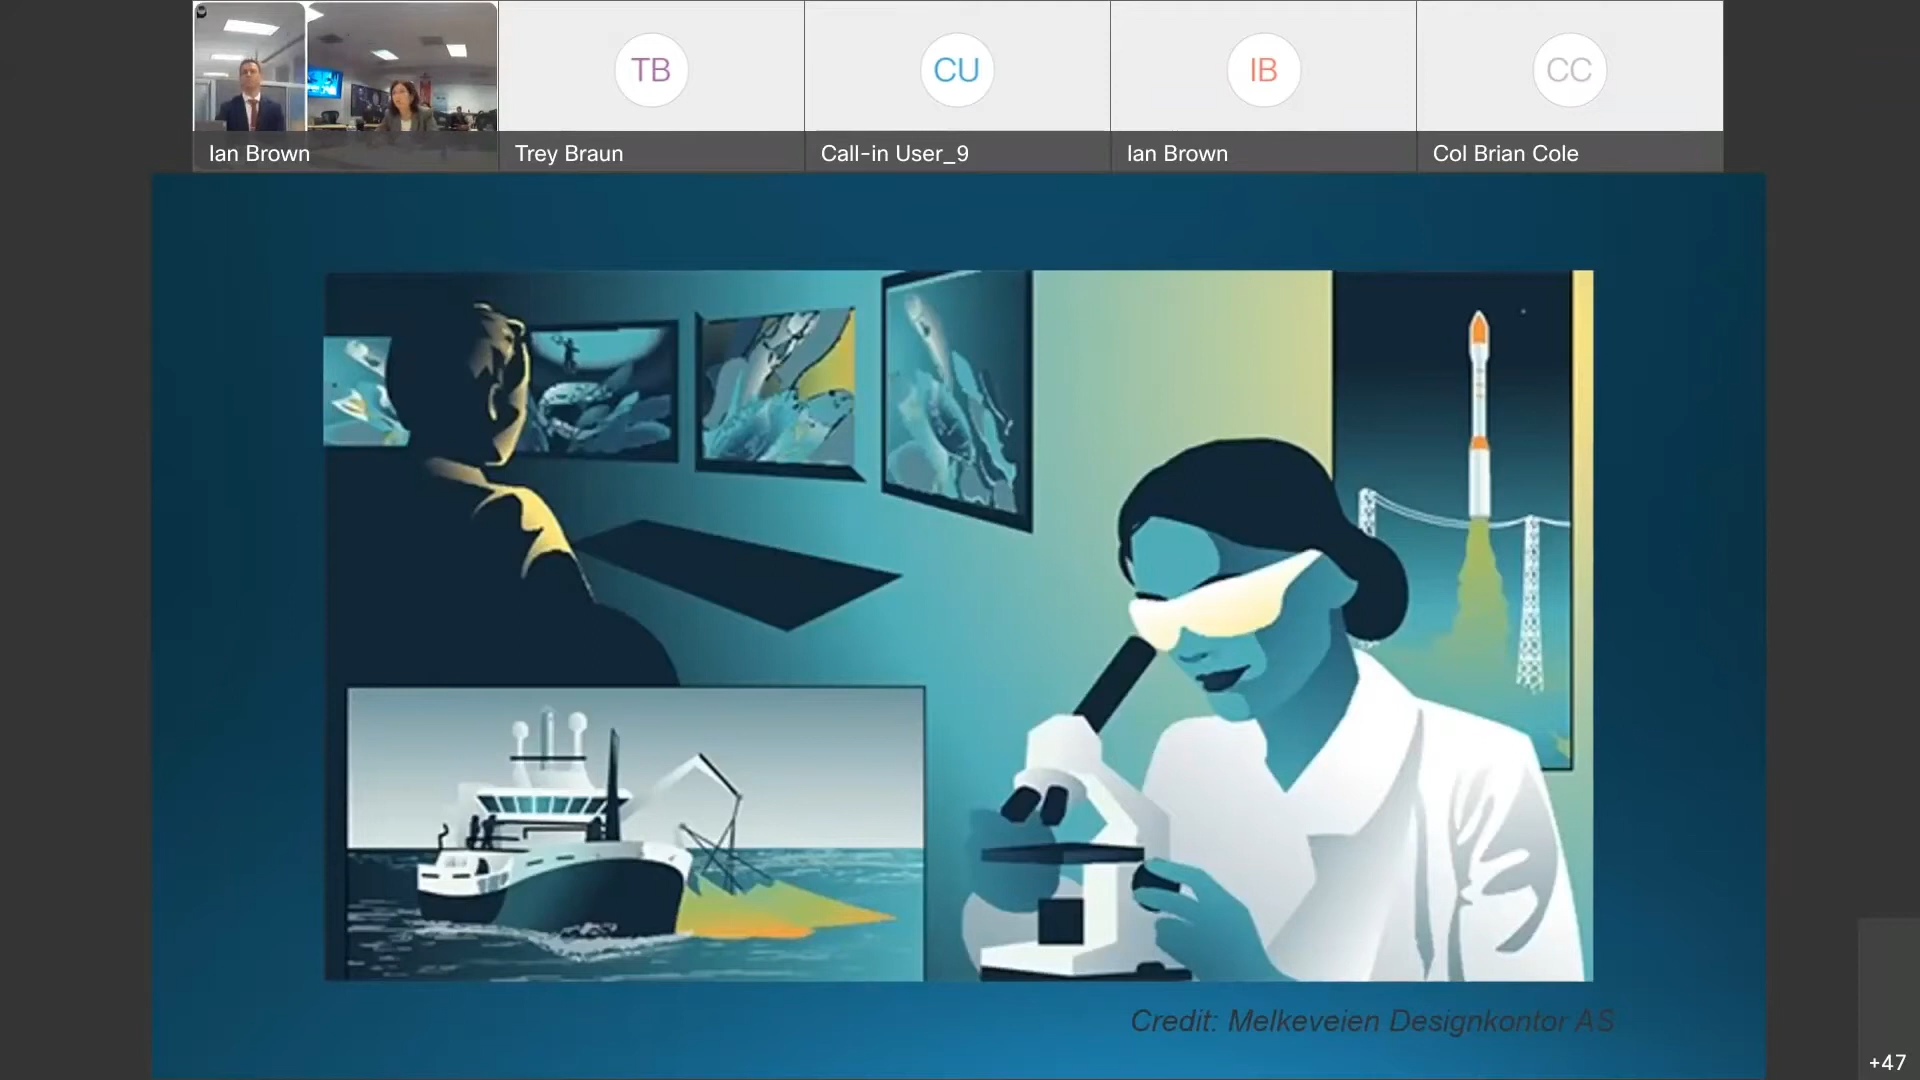 TB
CU
IB
CC
Ian Brown
Trey Braun
Call-in User_9
Ian Brown
Col Brian Cole
Credit: Melkeveien Designkontor AS
+47